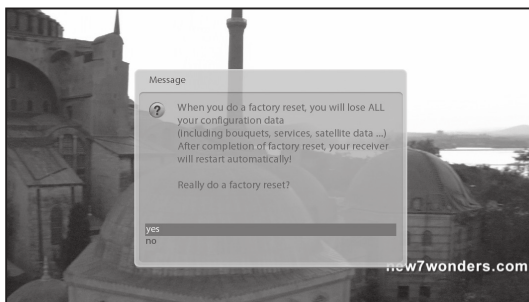 Message
When you do a factory reset, you will lose ALL
your configuration data
(including bouquets, services, satellite data ...)
After completion of factory reset, your receiver
will restart automatically!
Really do a factory reset?
yes
no
new7wonders.com